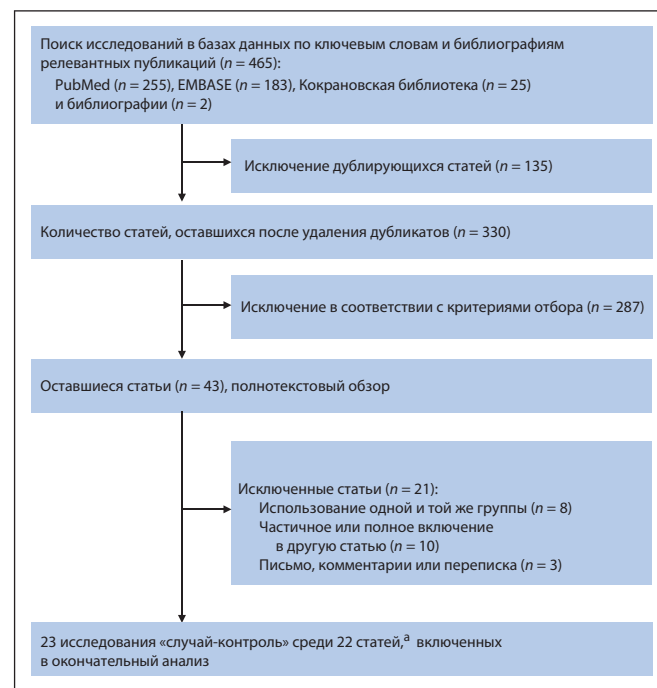 Поиск исследований в базах данных по ключевым словам и библиографиям
релевантных публикаций (n = 465):
PubMed (n = 255), EMBASE (n = 183), Кокрановская библиотека (n = 25)
и библиографии (n = 2)
Исключение дублирующихся статей (n = 135)
Количество статей, оставшихся после удаления дубликатов (n = 330)
Исключение в соответствии с критериями отбора (n = 287)
Оставшиеся статьи (n = 43), полнотекстовый обзор
Исключенные статьи (n = 21):
Использование одной и той же группы (n = 8)
Частичное или полное включение
в другую статью (n = 10)
Письмо, комментарии или переписка (n = 3)
23 исследования «случай-контроль» среди 22 статей,ᵃ включенных
в окончательный анализ